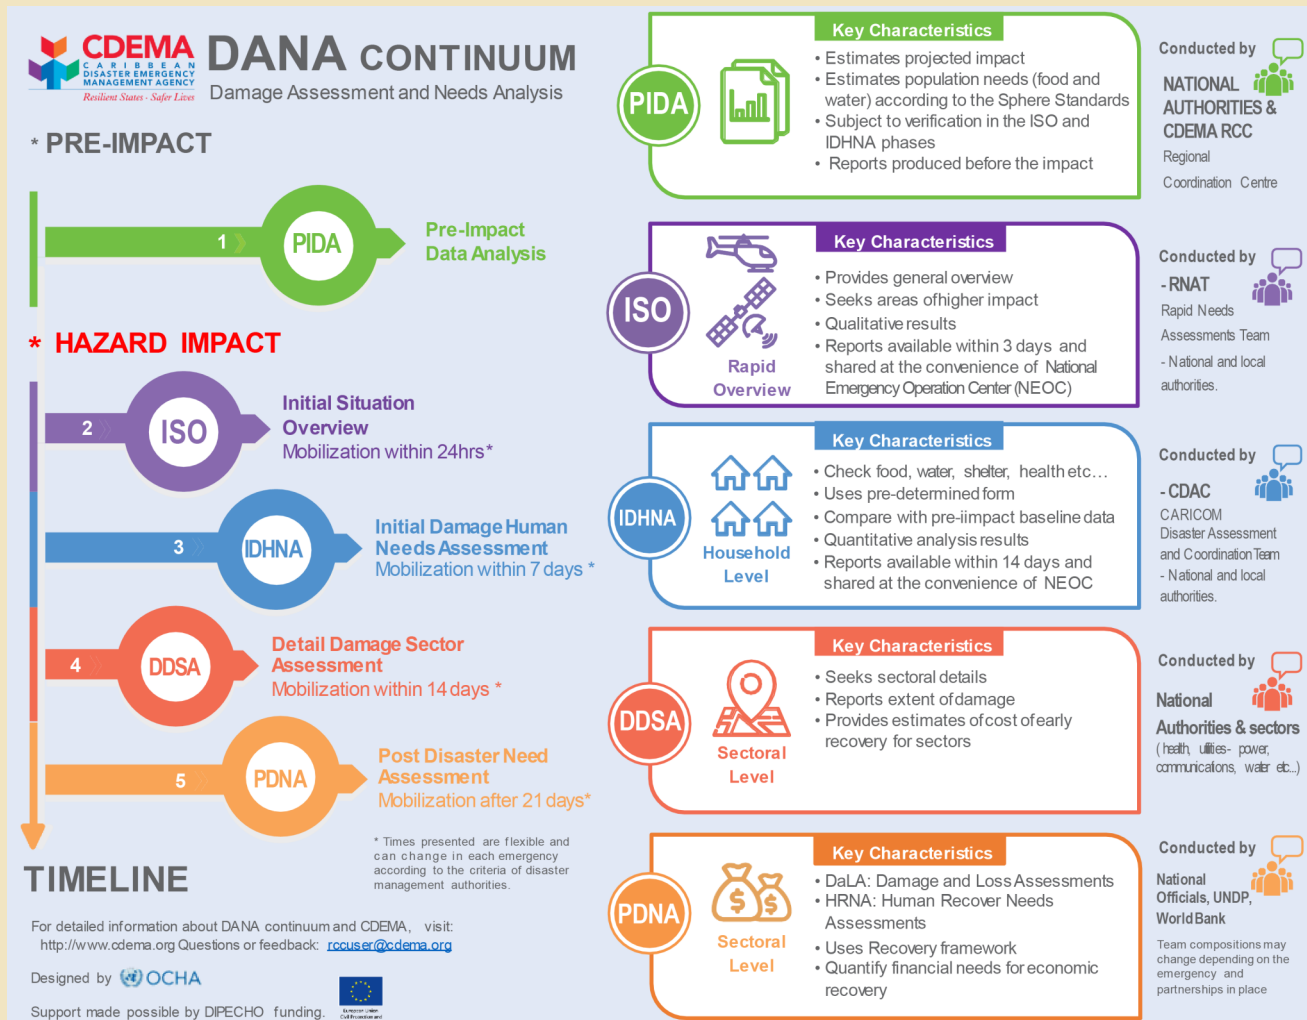 CDEMA
CARIBBEAN
DISASTER EMERGENCY
MANAGEMENT AGENCY
Resilient States - Safer Lives
DANA CONTINUUM
Damage Assessment and Needs Analysis
* PRE-IMPACT
1
PIDA
Pre-Impact
Data Analysis
* HAZARD IMPACT
2
ISO
Initial Situation
Overview
Mobilization within 24hrs*
3
IDHNA
Initial Damage Human
Needs Assessment
Mobilization within 7 days *
4
DDSA
Detail Damage Sector
Assessment
Mobilization within 14 days *
5
PDNA
Post Disaster Need
Assessment
Mobilization after 21 days*
* Times presented are flexible and
can change in each emergency
according to the criteria of disaster
management authorities.
TIMELINE
For detailed information about DANA continuum and CDEMA, visit:
http://www.cdema.org Questions or feedback: rccuser@cdema.org
Designed by OCHA
Support made possible by DIPECHO funding.
European Union
Civil Protection and
PIDA
Key Characteristics
• Estimates projected impact
• Estimates population needs (food and
water) according to the Sphere Standards
• Subject to verification in the ISO and
IDHNA phases
• Reports produced before the impact
Conducted by
NATIONAL
AUTHORITIES &
CDEMA RCC
Regional
Coordination Centre
ISO
Rapid
Overview
Key Characteristics
• Provides general overview
• Seeks areas ofhigher impact
• Qualitative results
• Reports available within 3 days and
shared at the convenience of National
Emergency Operation Center (NEOC)
Conducted by
- RNAT
Rapid Needs
Assessments Team
- National and local
authorities.
IDHNA
Household
Level
Key Characteristics
• Check food, water, shelter, health etc…
• Uses pre-determined form
• Compare with pre-iimpact baseline data
• Quantitative analysis results
• Reports available within 14 days and
shared at the convenience of NEOC
Conducted by
- CDAC
CARICOM
Disaster Assessment
and Coordination Team
- National and local
authorities.
DDSA
Sectoral
Level
Key Characteristics
• Seeks sectoral details
• Reports extent of damage
• Provides estimates of cost of early
recovery for sectors
Conducted by
National
Authorities & sectors
( health, utilities- power,
communications, water etc...)
PDNA
Sectoral
Level
Key Characteristics
• DaLA: Damage and Loss Assessments
• HRNA: Human Recover Needs
Assessments
• Uses Recovery framework
• Quantify financial needs for economic
recovery
Conducted by
National
Officials, UNDP,
World Bank
Team compositions may
change depending on the
emergency and
partnerships in place